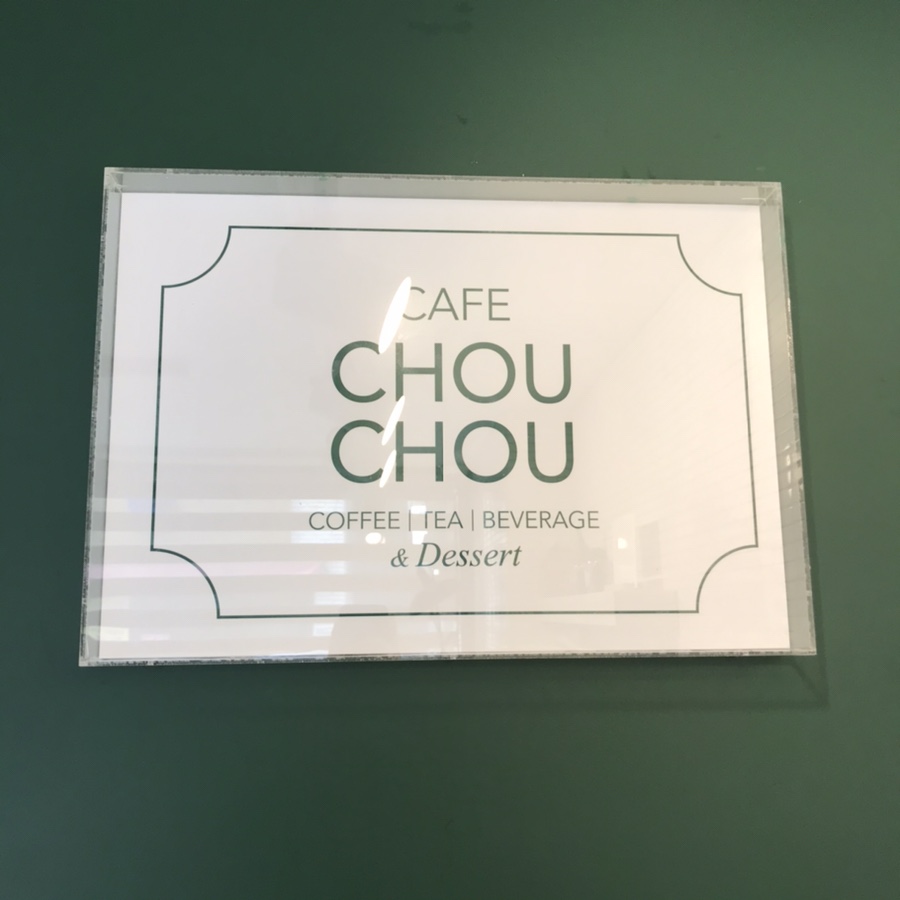 CAFE
CHOU
CHOU
COFFEE | TEA | BEVERAGE
& Dessert